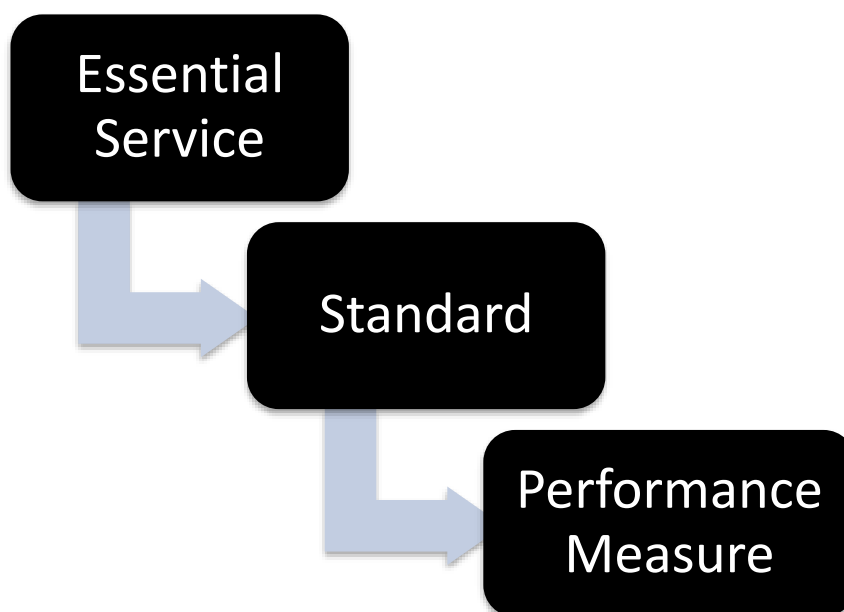 Essential
Service
Standard
Performance
Measure